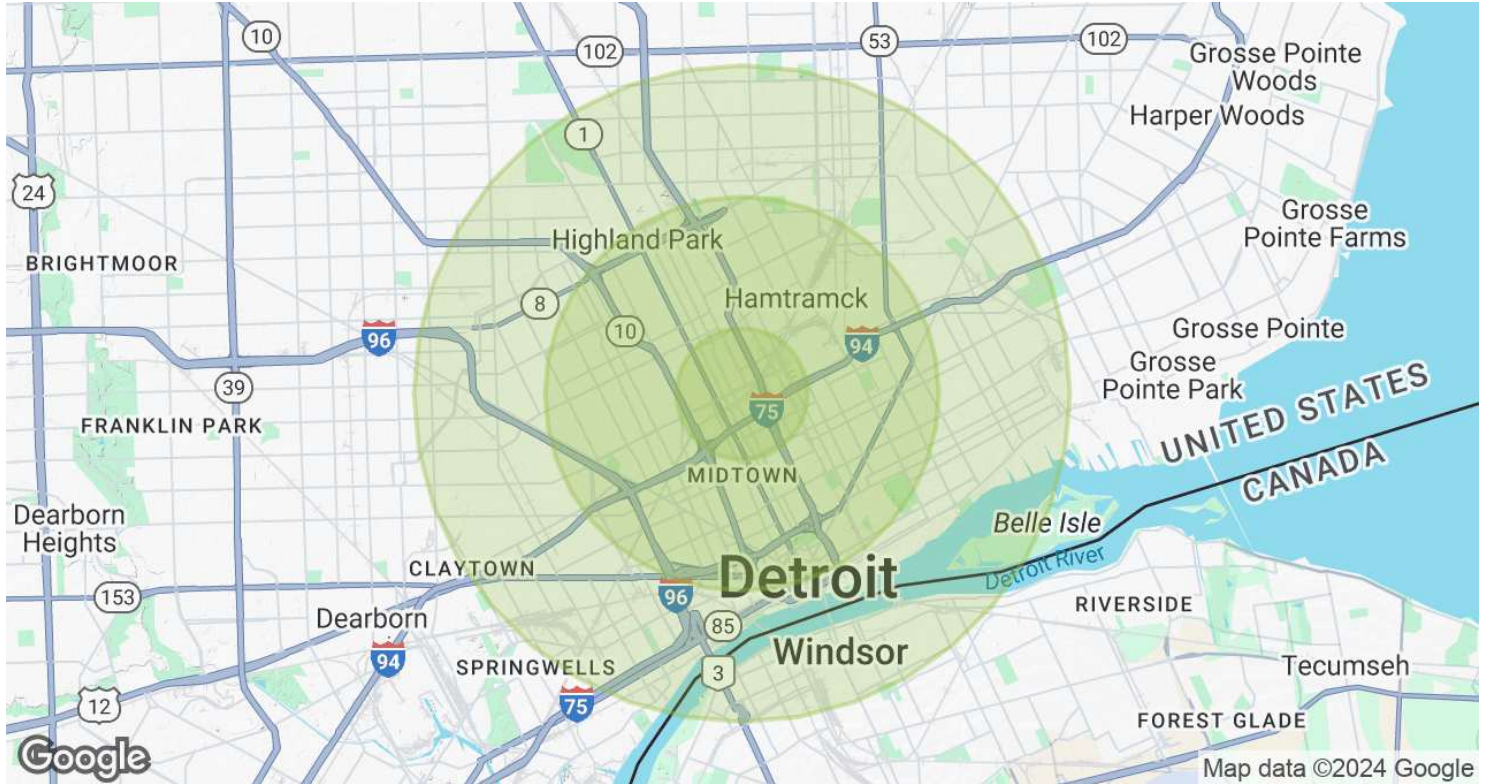 10
102
53
102
Grosse Pointe
Woods
Harper Woods
1
24
Grosse
Pointe Farms
Highland Park
BRIGHTMOOR
Hamtramck
8
10
96
94
Grosse Pointe
Grosse
Pointe Park
39
75
FRANKLIN PARK
UNITED STATES
CANADA
MIDTOWN
Dearborn
Heights
Belle Isle
Detroit River
CLAYTOWN
Detroit
153
96
Dearborn
85
RIVERSIDE
94
SPRINGWELLS
Windsor
3
Tecumseh
75
12
FOREST GLADE
Google
Map data ©2024 Google